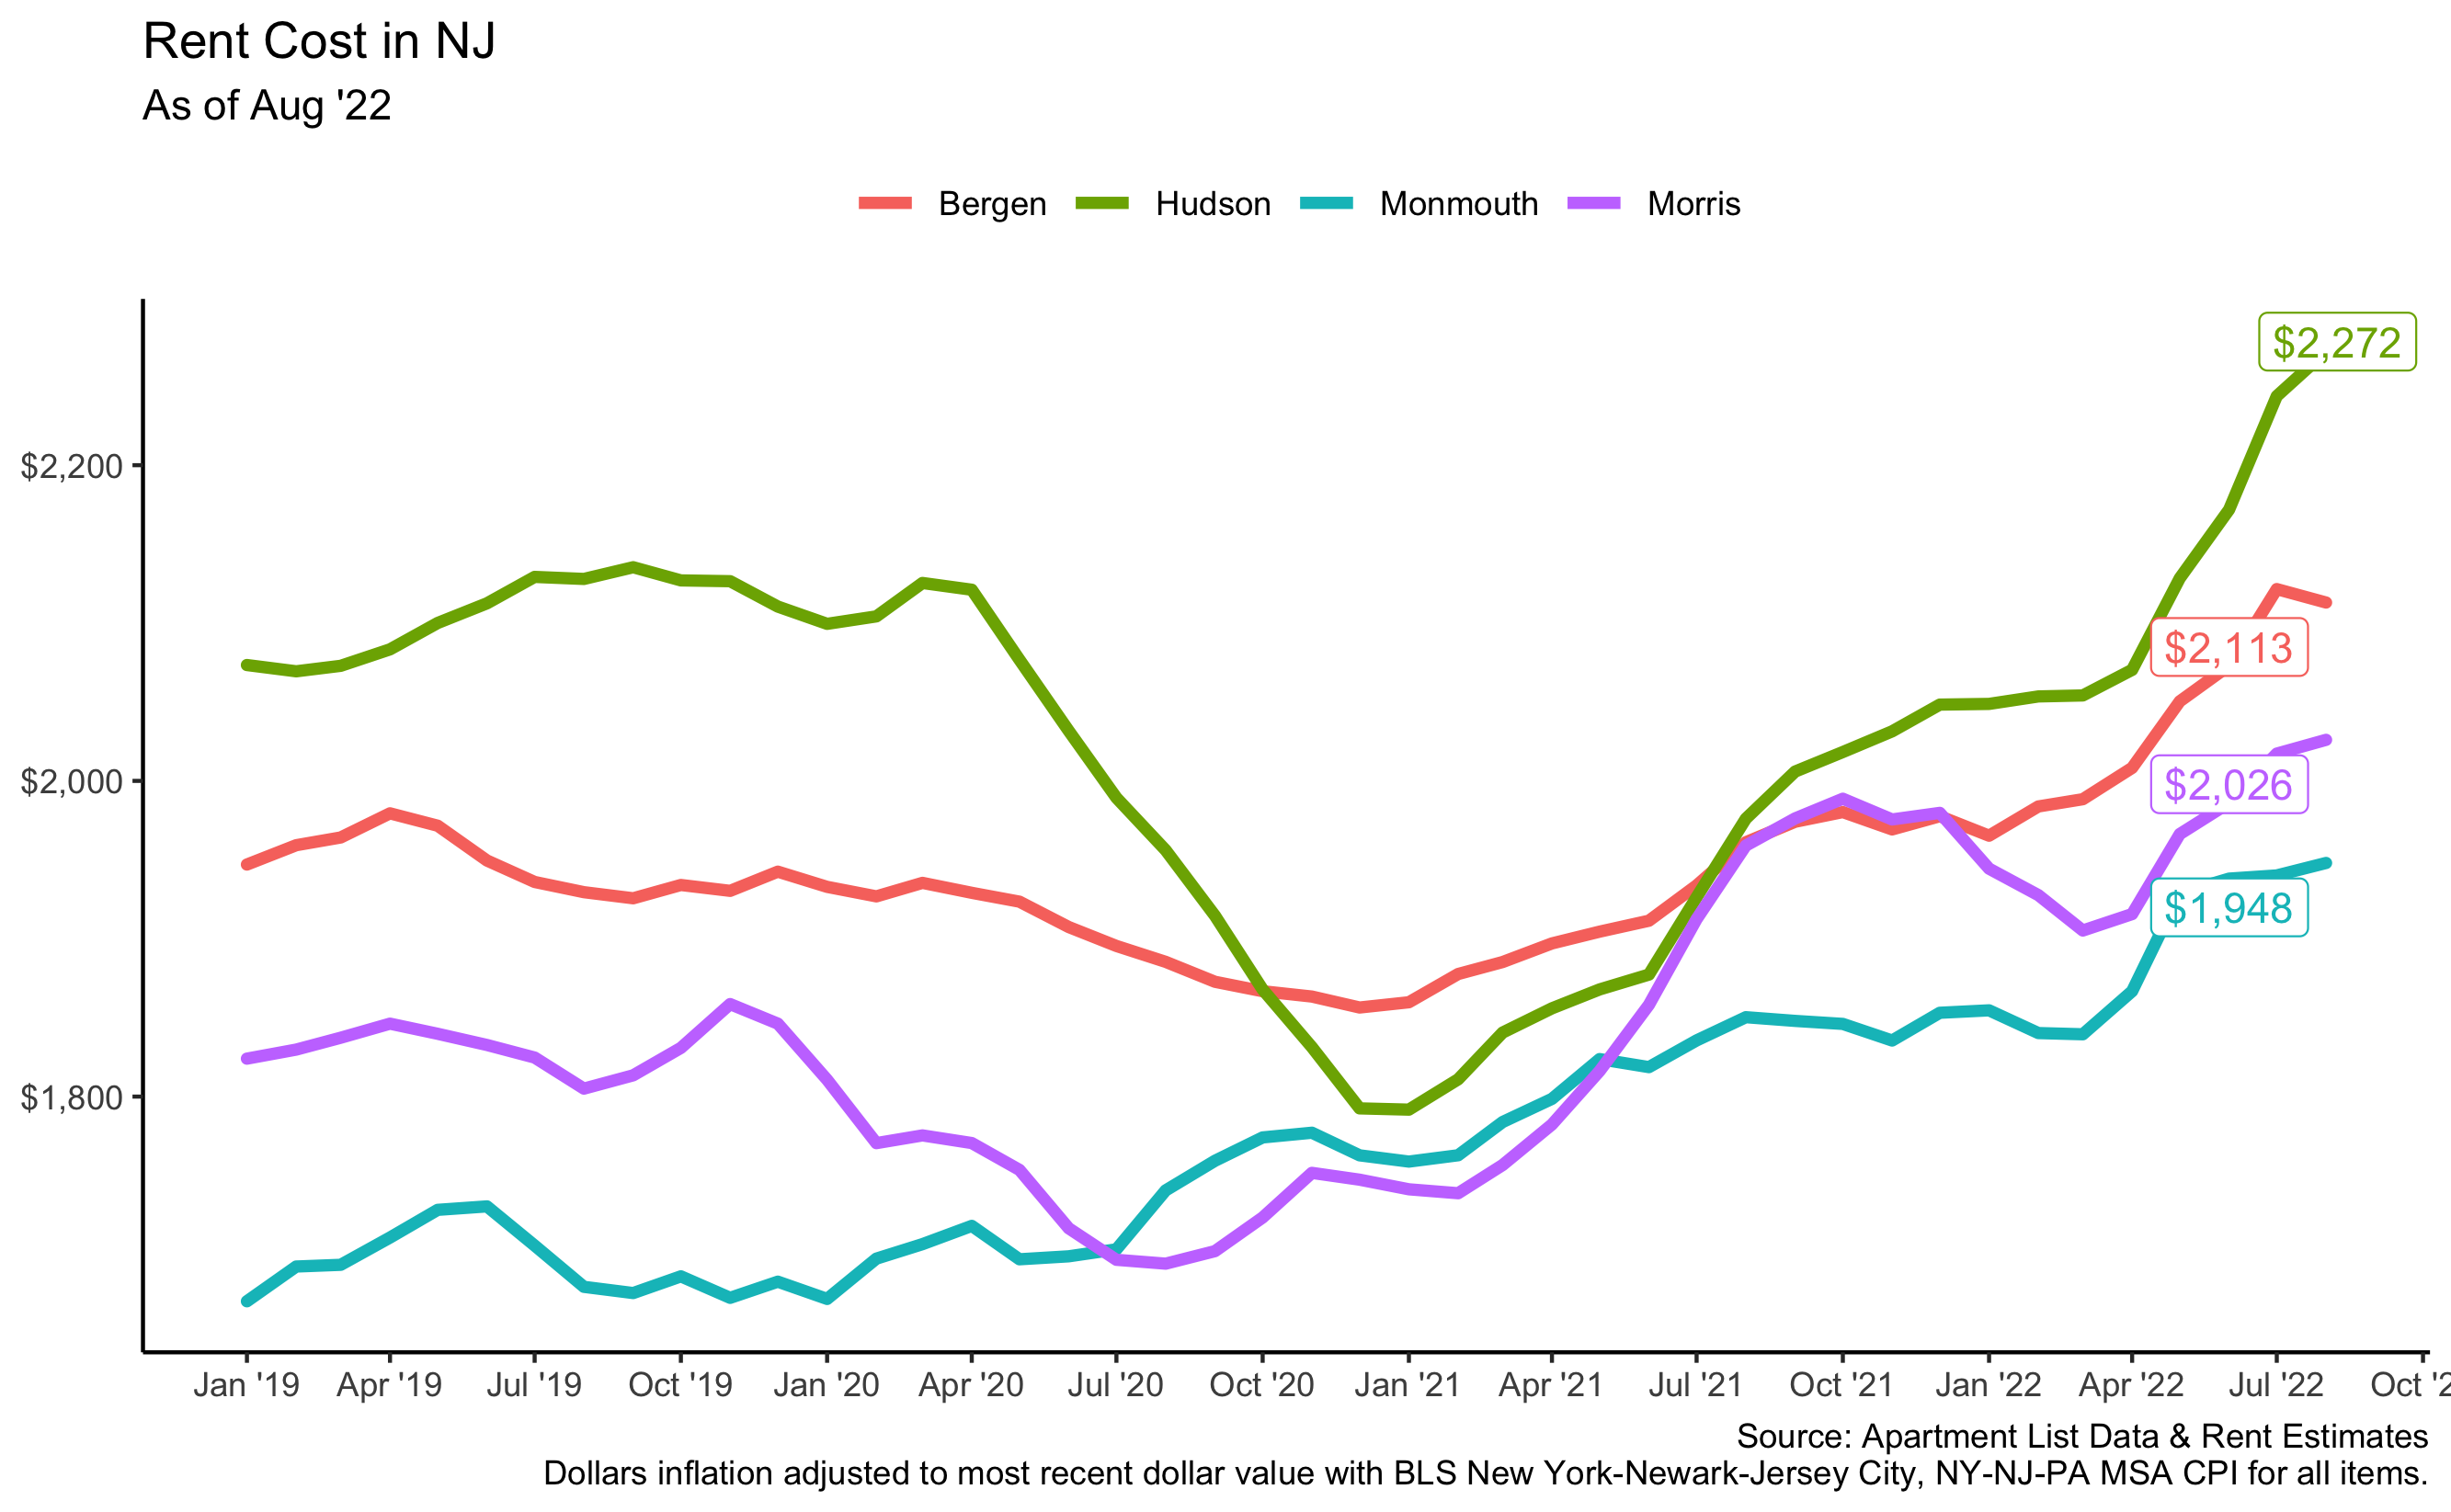 Rent Cost in NJ
As of Aug '22
Bergen Hudson Monmouth Morris
$2,272
$2,200
$2,113
$2,000
$2,026
$1,948
$1,800
Jan '19 Apr '19 Jul '19 Oct '19 Jan '20 Apr '20 Jul '20 Oct '20 Jan '21 Apr '21 Jul '21 Oct '21 Jan '22 Apr '22 Jul '22 Oct '2
Source: Apartment List Data & Rent Estimates
Dollars inflation adjusted to most recent dollar value with BLS New York-Newark-Jersey City, NY-NJ-PA MSA CPI for all items.